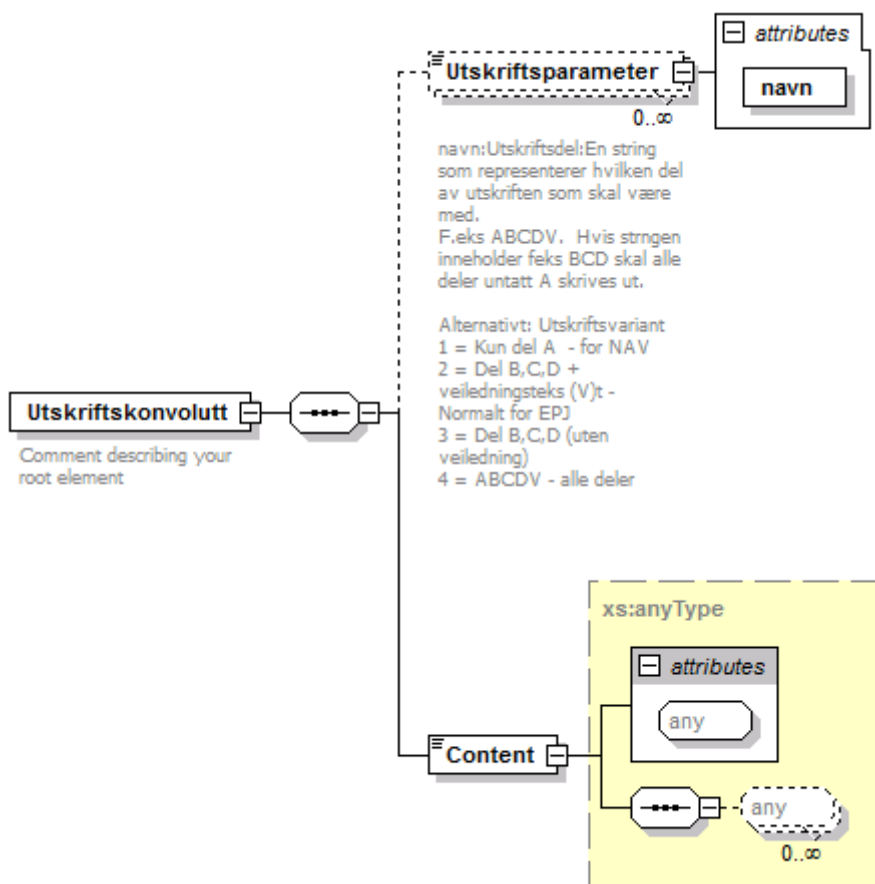 attributes
Utskriftsparameter
navn
0..∞
navn:Utskriftsdel:En string
som representerer hvilken del
av utskriften som skal være
med.
F.eks ABCDV.  Hvis strngen
inneholder feks BCD skal alle
deler untatt A skrives ut.
Alternativt: Utskriftsvariant
1 = Kun del A  - for NAV
2 = Del B,C,D +
veiledningsteks (V)t -
Normalt for EPJ
3 = Del B,C,D (uten
veiledning)
4 = ABCDV - alle deler
Utskriftskonvolutt
Comment describing your
root element
xs:anyType
attributes
any
Content
any
0..∞